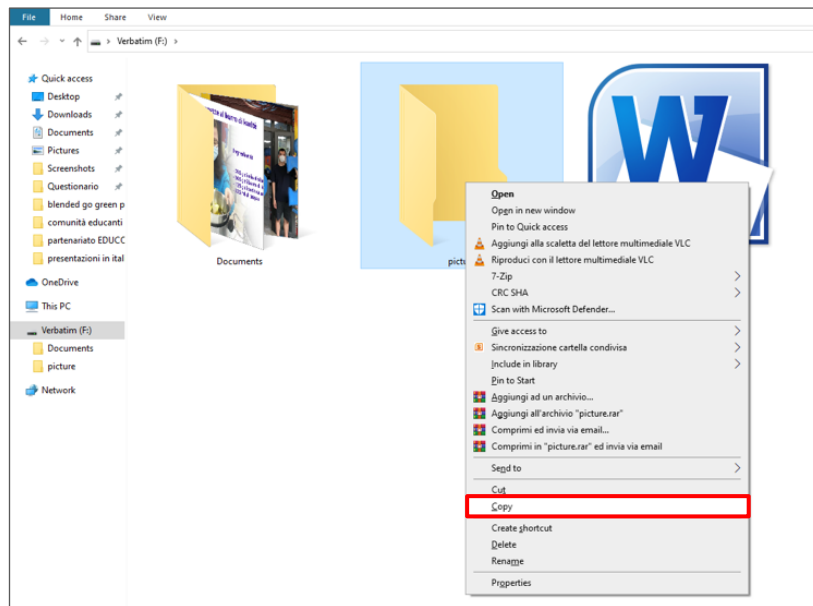 File Home Share View
Verbatim (F:)
Quick access
Desktop
Downloads
Documents
Pictures
Screenshots
Questionario
blended go green p
comunità educanti
partenariato EDUCC
presentazioni in ital
OneDrive
This PC
Verbatim (F:)
Documents
picture
Network
Documents
pictu
W
Open
Open in new window
Pin to Quick access
Aggiungi alla scaletta del lettore multimediale VLC
Riproduci con il lettore multimediale VLC
7-Zip
CRC SHA
Scan with Microsoft Defender...
Give access to
Sincronizzazione cartella condivisa
Include in library
Pin to Start
Aggiungi ad un archivio...
Aggiungi all'archivio "picture.rar"
Comprimi ed invia via email...
Comprimi in "picture.rar" ed invia via email
Send to
Cut
Copy
Create shortcut
Delete
Rename
Properties